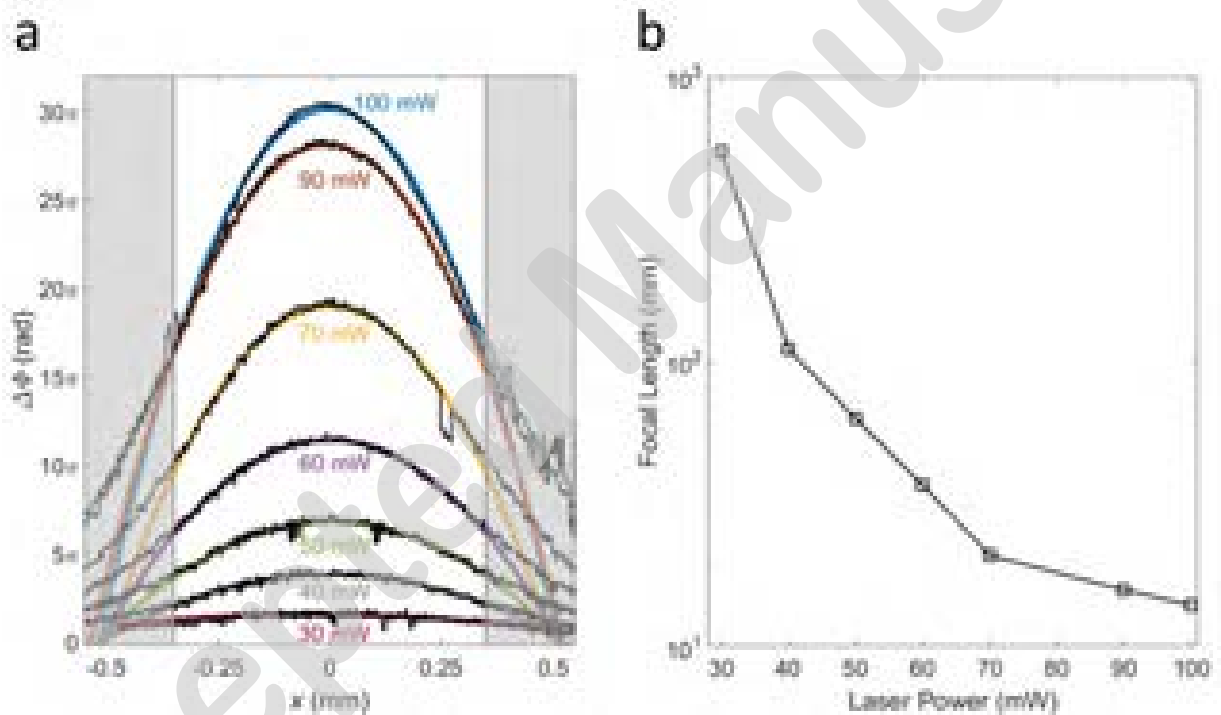 a
b
30π
25π
20π
15π
10π
5π
0
ΔΦ (rad)
100 mW
90 mW
70 mW
60 mW
50 mW
40 mW
30 mW
-0.5 -0.25 0 0.25 0.5
x (mm)
10³
10²
10¹
Focal Length (mm)
30 40 50 60 70 80 90 100
Laser Power (mW)
epted Manus